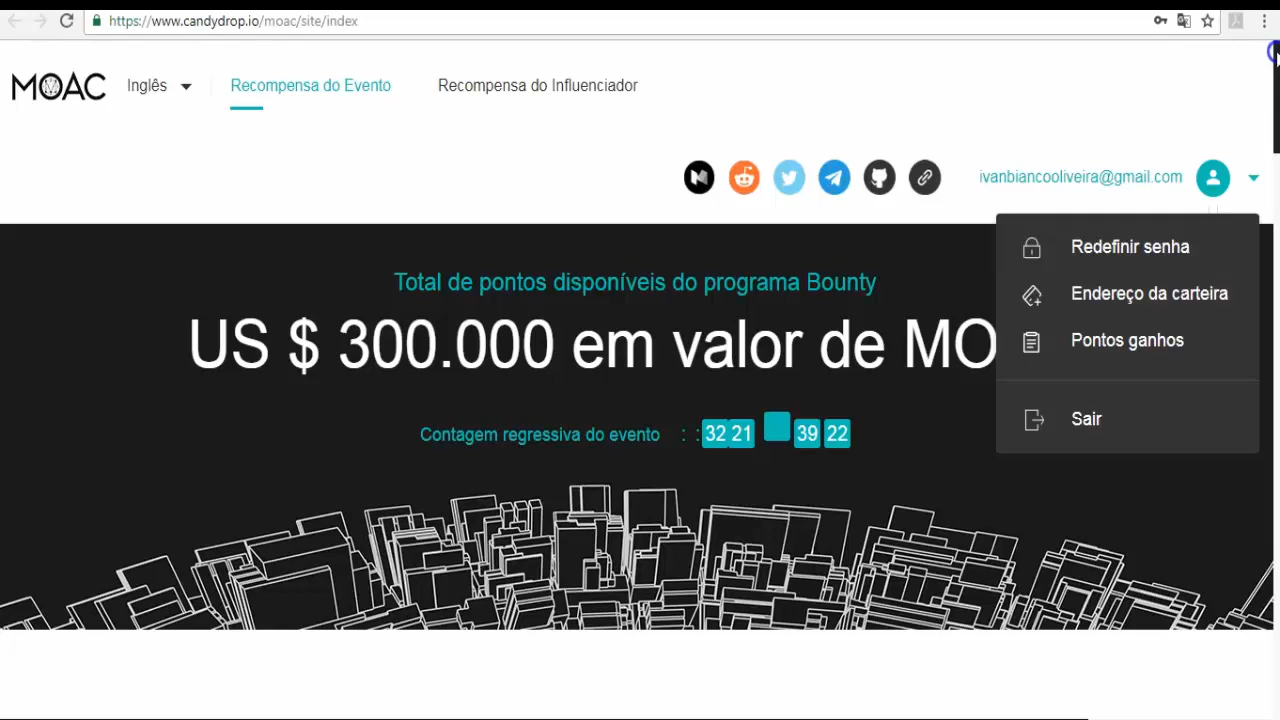 https://www.candydrop.io/moac/site/index
MOAC Inglês Recompensa do Evento Recompensa do Influenciador
ivanbiancooliveira@gmail.com
Redefinir senha
Endereço da carteira
Pontos ganhos
Sair
Total de pontos disponíveis do programa Bounty
US $ 300.000 em valor de MO
Contagem regressiva do evento : : 32 21 39 22